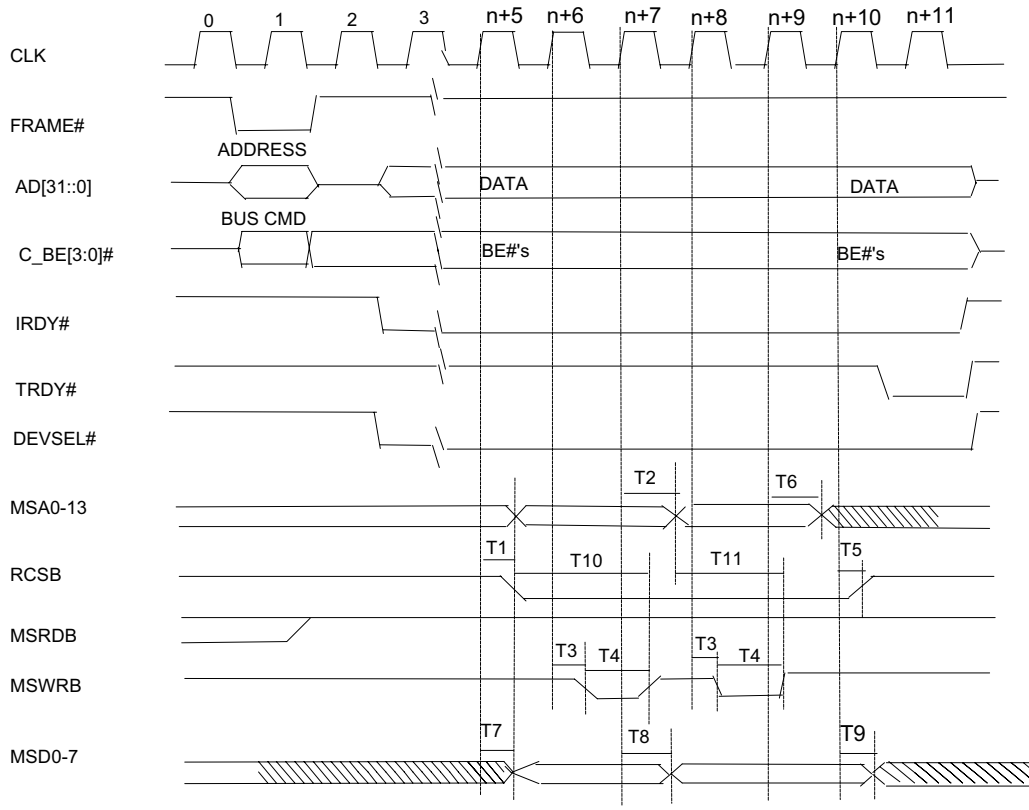 0 1 2 3 n+5 n+6 n+7 n+8 n+9 n+10 n+11
CLK
FRAME#
ADDRESS
AD[31::0] DATA DATA
BUS CMD
C_BE[3:0]# BE#'s BE#'s
IRDY#
TRDY#
DEVSEL#
T2 T6
MSA0-13
T1 T10 T11 T5
RCSB
MSRDB
T3 T4 T3 T4
MSWRB
T7 T8 T9
MSD0-7